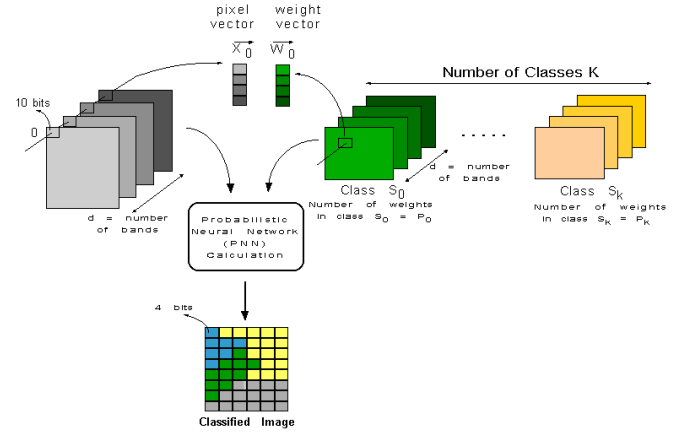 pixel
vector
X 0
weight
vector
W 0
Number of Classes K
10 bits
0
d = number
of bands
Class S0
Number of weights
in class S0 = P0
d = number
of bands
. . . . .
Class Sk
Number of weights
in class Sk = Pk
Probabilistic
Neural Network
(PNN)
Calculation
4 bits
Classified Image